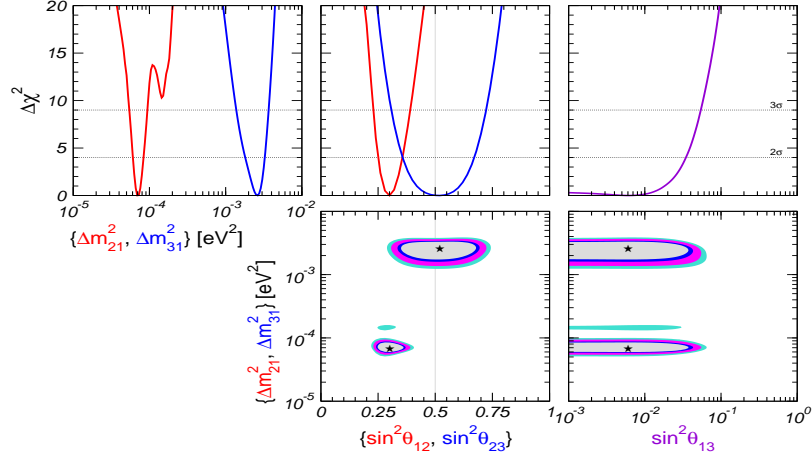 20
15
10
5
0
Δχ²
3σ
2σ
10⁻⁵ 10⁻⁴ 10⁻³ 10⁻²
{Δm²₂₁, Δm²₃₁} [eV²]
10⁻²
10⁻³
10⁻⁴
10⁻⁵
{Δm²₂₁, Δm²₃₁} [eV²]
0 0.25 0.5 0.75 1
{sin²θ₁₂, sin²θ₂₃}
10⁻³ 10⁻² 10⁻¹ 10⁰
sin²θ₁₃